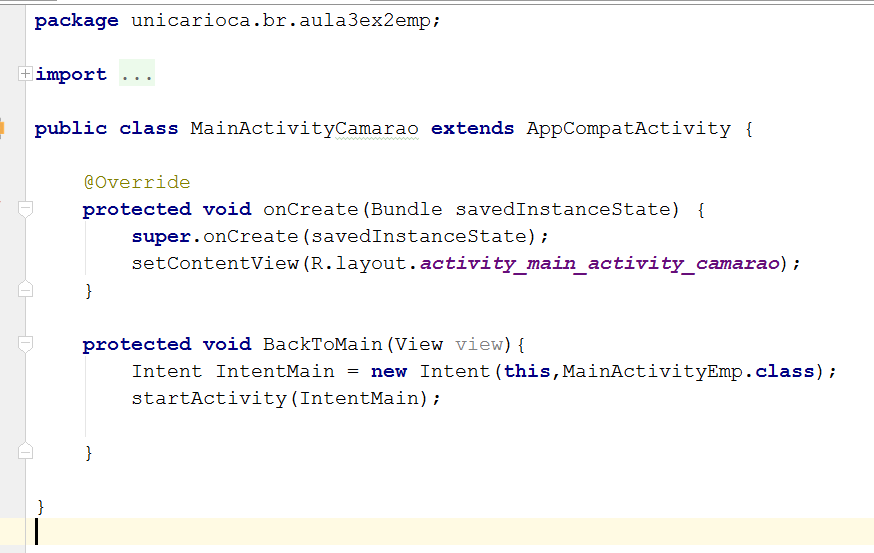 package unicarioca.br.aula3ex2emp;
import ...
public class MainActivityCamarao extends AppCompatActivity {
@Override
protected void onCreate(Bundle savedInstanceState) {
super.onCreate(savedInstanceState);
setContentView(R.layout.activity_main_activity_camarao);
}
protected void BackToMain(View view){
Intent IntentMain = new Intent(this,MainActivityEmp.class);
startActivity(IntentMain);
}
}